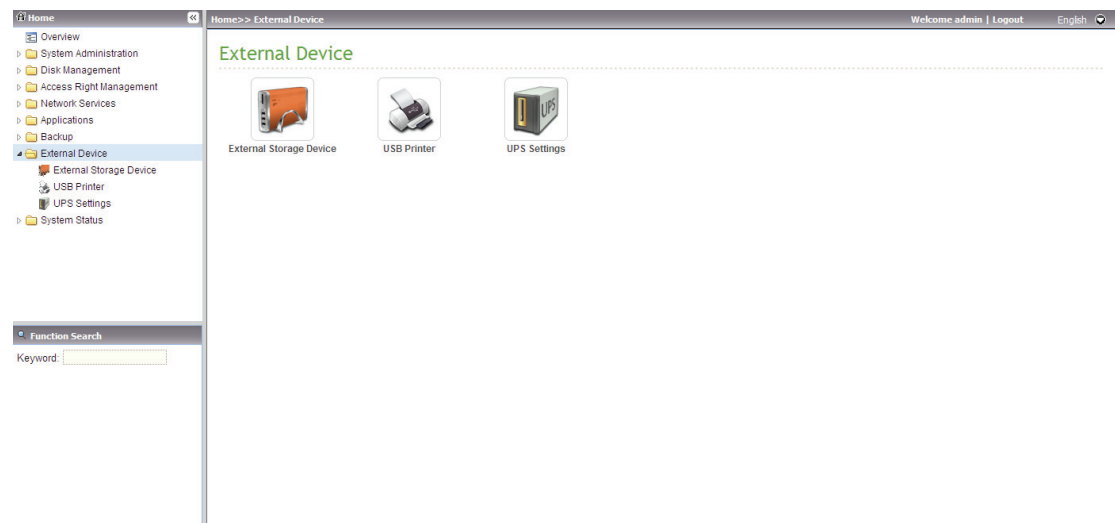 Home
Home>> External Device
Welcome admin | Logout
English
Overview
System Administration
Disk Management
Access Right Management
Network Services
Applications
Backup
External Device
External Storage Device
USB Printer
UPS Settings
System Status
Function Search
Keyword:
External Device
UPS
External Storage Device
USB Printer
UPS Settings